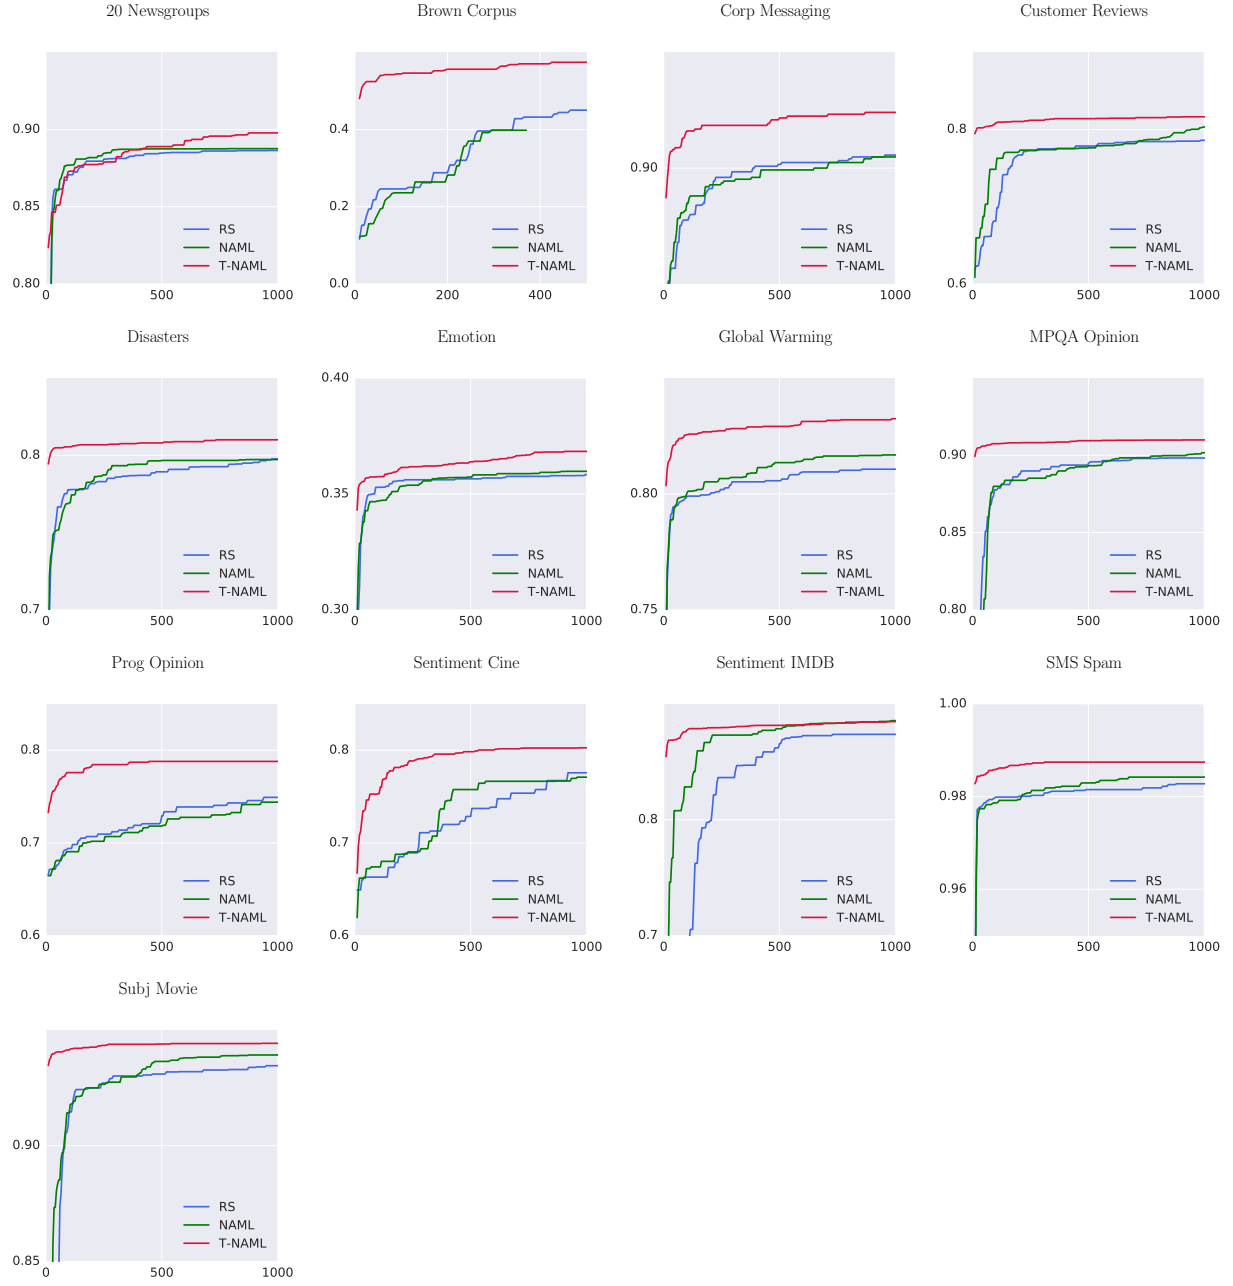 20 Newsgroups
0.90
0.85
0.80
0
500
1000
RS
NAML
T-NAML
Brown Corpus
0.4
0.2
0.0
0
200
400
RS
NAML
T-NAML
Corp Messaging
0.90
0
500
1000
RS
NAML
T-NAML
Customer Reviews
0.8
0.6
0
500
1000
RS
NAML
T-NAML
Disasters
0.8
0.7
0
500
1000
RS
NAML
T-NAML
Emotion
0.40
0.35
0.30
0
500
1000
RS
NAML
T-NAML
Global Warming
0.80
0.75
0
500
1000
RS
NAML
T-NAML
MPQA Opinion
0.90
0.85
0.80
0
500
1000
RS
NAML
T-NAML
Prog Opinion
0.8
0.7
0.6
0
500
1000
RS
NAML
T-NAML
Sentiment Cine
0.8
0.7
0.6
0
500
1000
RS
NAML
T-NAML
Sentiment IMDB
0.8
0.7
0
500
1000
RS
NAML
T-NAML
SMS Spam
1.00
0.98
0.96
0
500
1000
RS
NAML
T-NAML
Subj Movie
0.90
0.85
0
500
1000
RS
NAML
T-NAML